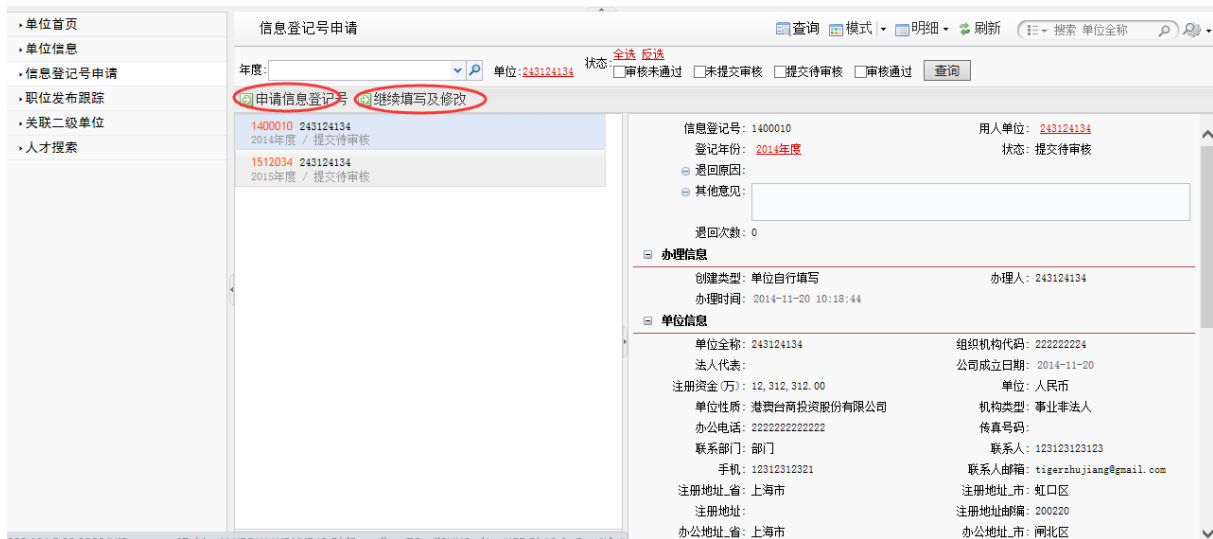 单位首页
单位信息
信息登记号申请
职位发布跟踪
关联二级单位
人才搜索
信息登记号申请 查询 模式 明细 刷新 搜索 单位全称
年度: 单位:243124134 状态: 全选 反选
审核未通过 未提交审核 提交待审核 审核通过 查询
申请信息登记号 继续填写及修改
1400010 243124134
2014年度 / 提交待审核
1512034 243124134
2015年度 / 提交待审核
信息登记号: 1400010 用人单位: 243124134
登记年份: 2014年度 状态: 提交待审核
退回原因:
其他意见:
退回次数: 0
办理信息
创建类型: 单位自行填写 办理人: 243124134
办理时间: 2014-11-20 10:18:44
单位信息
单位全称: 243124134 组织机构代码: 222222224
法人代表: 公司成立日期: 2014-11-20
注册资金(万): 12,312,312.00 单位: 人民币
单位性质: 港澳台商投资股份有限公司 机构类型: 事业非法人
办公电话: 2222222222222 传真号码:
联系部门: 部门 联系人: 123123123123
手机: 12312312321 联系人邮箱: tigerzhujiang@gmail.com
注册地址_省: 上海市 注册地址_市: 虹口区
注册地址: 注册地址邮编: 200220
办公地址_省: 上海市 办公地址_市: 闸北区